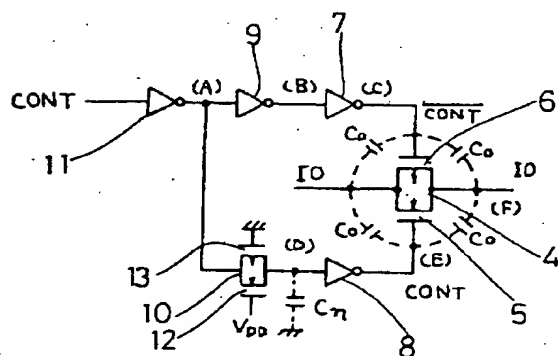 9
7
(A)
(B)
(C)
CONT
CONT
6
11
Co
Co
IO
IO
(F)
13
(D)
Co
Co
4
10
(E)
12
Cn
CONT
5
VDD
8